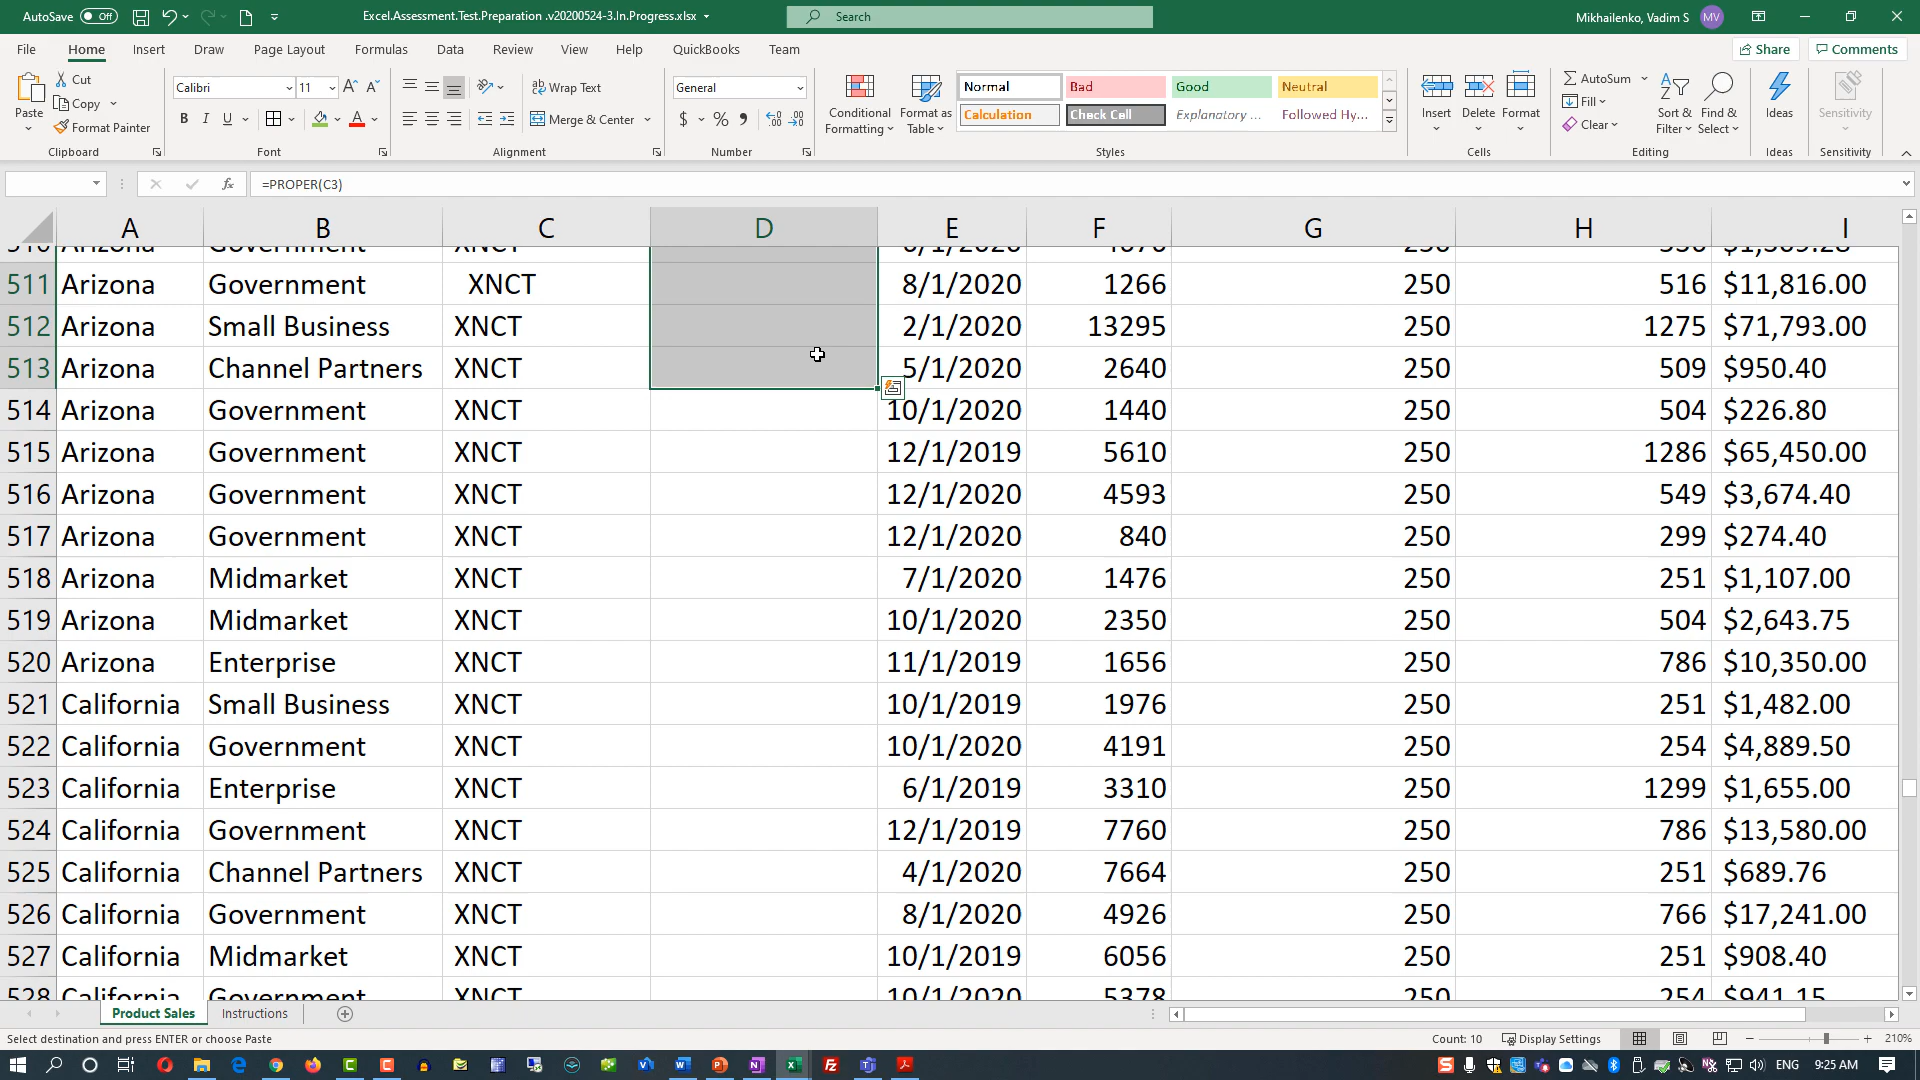 AutoSave Off Excel.Assessment.Test.Preparation .v20200524-3.In.Progress.xlsx Search Mikhailenko, Vadim S MV
File Home Insert Draw Page Layout Formulas Data Review View Help QuickBooks Team Share Comments
Paste Cut Copy Format Painter Clipboard
Calibri 11 B I U Font
Wrap Text Merge & Center Alignment
General $ % Number
Conditional Formatting Format as Table
Normal Bad Good Neutral
Calculation Check Cell Explanatory ... Followed Hy...
Styles
Insert Delete Format Cells
AutoSum Fill Clear Sort & Filter Find & Select Editing
Ideas Ideas
Sensitivity Sensitivity
fx =PROPER(C3)
A B C D E F G H I
511 Arizona Government XNCT 8/1/2020 1266 250 516 $11,816.00
512 Arizona Small Business XNCT 2/1/2020 13295 250 1275 $71,793.00
513 Arizona Channel Partners XNCT 5/1/2020 2640 250 509 $950.40
514 Arizona Government XNCT 10/1/2020 1440 250 504 $226.80
515 Arizona Government XNCT 12/1/2019 5610 250 1286 $65,450.00
516 Arizona Government XNCT 12/1/2020 4593 250 549 $3,674.40
517 Arizona Government XNCT 12/1/2020 840 250 299 $274.40
518 Arizona Midmarket XNCT 7/1/2020 1476 250 251 $1,107.00
519 Arizona Midmarket XNCT 10/1/2020 2350 250 504 $2,643.75
520 Arizona Enterprise XNCT 11/1/2019 1656 250 786 $10,350.00
521 California Small Business XNCT 10/1/2019 1976 250 251 $1,482.00
522 California Government XNCT 10/1/2020 4191 250 254 $4,889.50
523 California Enterprise XNCT 6/1/2019 3310 250 1299 $1,655.00
524 California Government XNCT 12/1/2019 7760 250 786 $13,580.00
525 California Channel Partners XNCT 4/1/2020 7664 250 251 $689.76
526 California Government XNCT 8/1/2020 4926 250 766 $17,241.00
527 California Midmarket XNCT 10/1/2019 6056 250 251 $908.40
528 California Government XNCT 10/1/2020 5378 250 254 $941.15
Product Sales Instructions
Select destination and press ENTER or choose Paste Count: 10 Display Settings 210%
ENG 9:25 AM